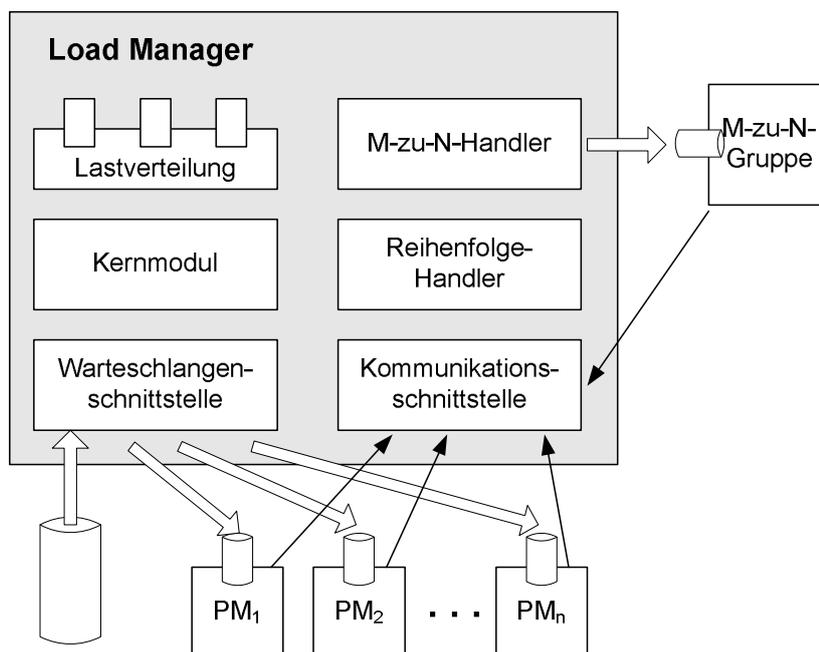 Load Manager
Lastverteilung
M-zu-N-Handler
M-zu-N-
Gruppe
Kernmodul
Reihenfolge-
Handler
Warteschlangen-
schnittstelle
Kommunikations-
schnittstelle
PM₁
PM₂
. . .
PMₙ